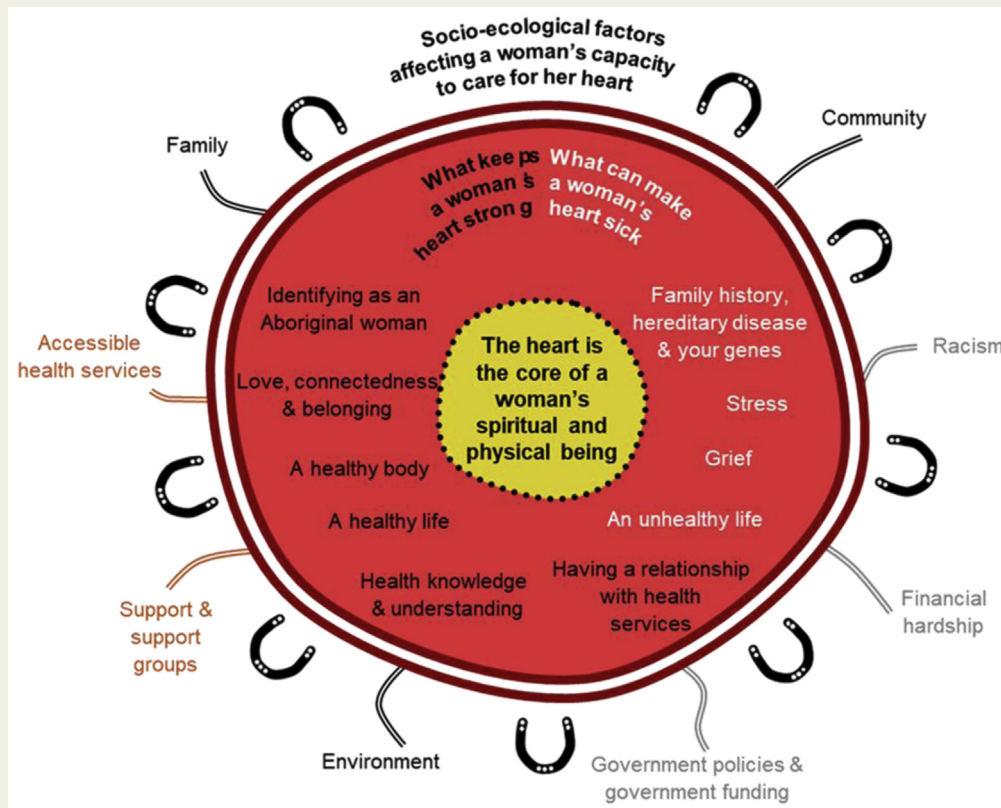 Socio-ecological factors
affecting a woman's capacity
to care for her heart
Family
Community
What keeps
a woman's
heart strong
What can make
a woman's
heart sick
Identifying as an
Aboriginal woman
Family history,
hereditary disease
& your genes
Accessible
health services
Racism
The heart is
the core of a
woman's
spiritual and
physical being
Love, connectedness
& belonging
Stress
A healthy body
Grief
A healthy life
An unhealthy life
Health knowledge
& understanding
Having a relationship
with health
services
Support &
support
groups
Financial
hardship
Environment
Government policies &
government funding